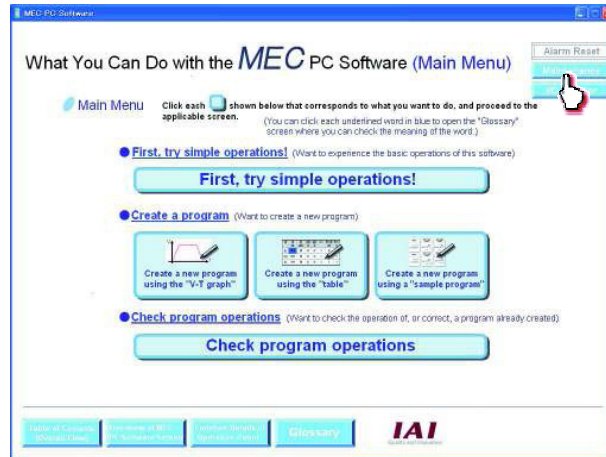 MEC PC Software
Alarm Reset
What You Can Do with the MEC PC Software (Main Menu)
Main Menu
Click each shown below that corresponds to what you want to do, and proceed to the
applicable screen.
(You can click each underlined word in blue to open the "Glossary"
screen where you can check the meaning of the word.)
First, try simple operations! (Want to experience the basic operations of this software)
First, try simple operations!
Create a program (Want to create a new program)
Create a new program
using the "V-T graph"
Create a new program
using the "table"
Create a new program
using a "sample program"
Check program operations (Want to check the operation of, or correct, a program already created)
Check program operations
Glossary
IAI